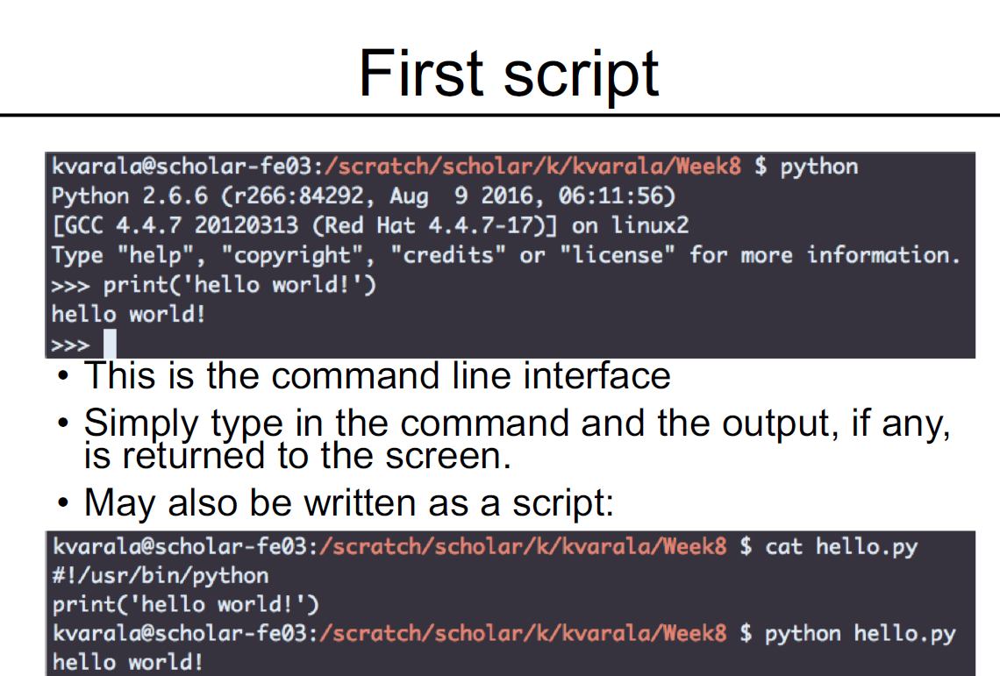 First script
kvarala@scholar-fe03:/scratch/scholar/k/kvarala/Week8 $ python
Python 2.6.6 (r266:84292, Aug  9 2016, 06:11:56)
[GCC 4.4.7 20120313 (Red Hat 4.4.7-17)] on linux2
Type "help", "copyright", "credits" or "license" for more information.
>>> print('hello world!')
hello world!
>>>
• This is the command line interface
• Simply type in the command and the output, if any,
is returned to the screen.
• May also be written as a script:
kvarala@scholar-fe03:/scratch/scholar/k/kvarala/Week8 $ cat hello.py
#!/usr/bin/python
print('hello world!')
kvarala@scholar-fe03:/scratch/scholar/k/kvarala/Week8 $ python hello.py
hello world!